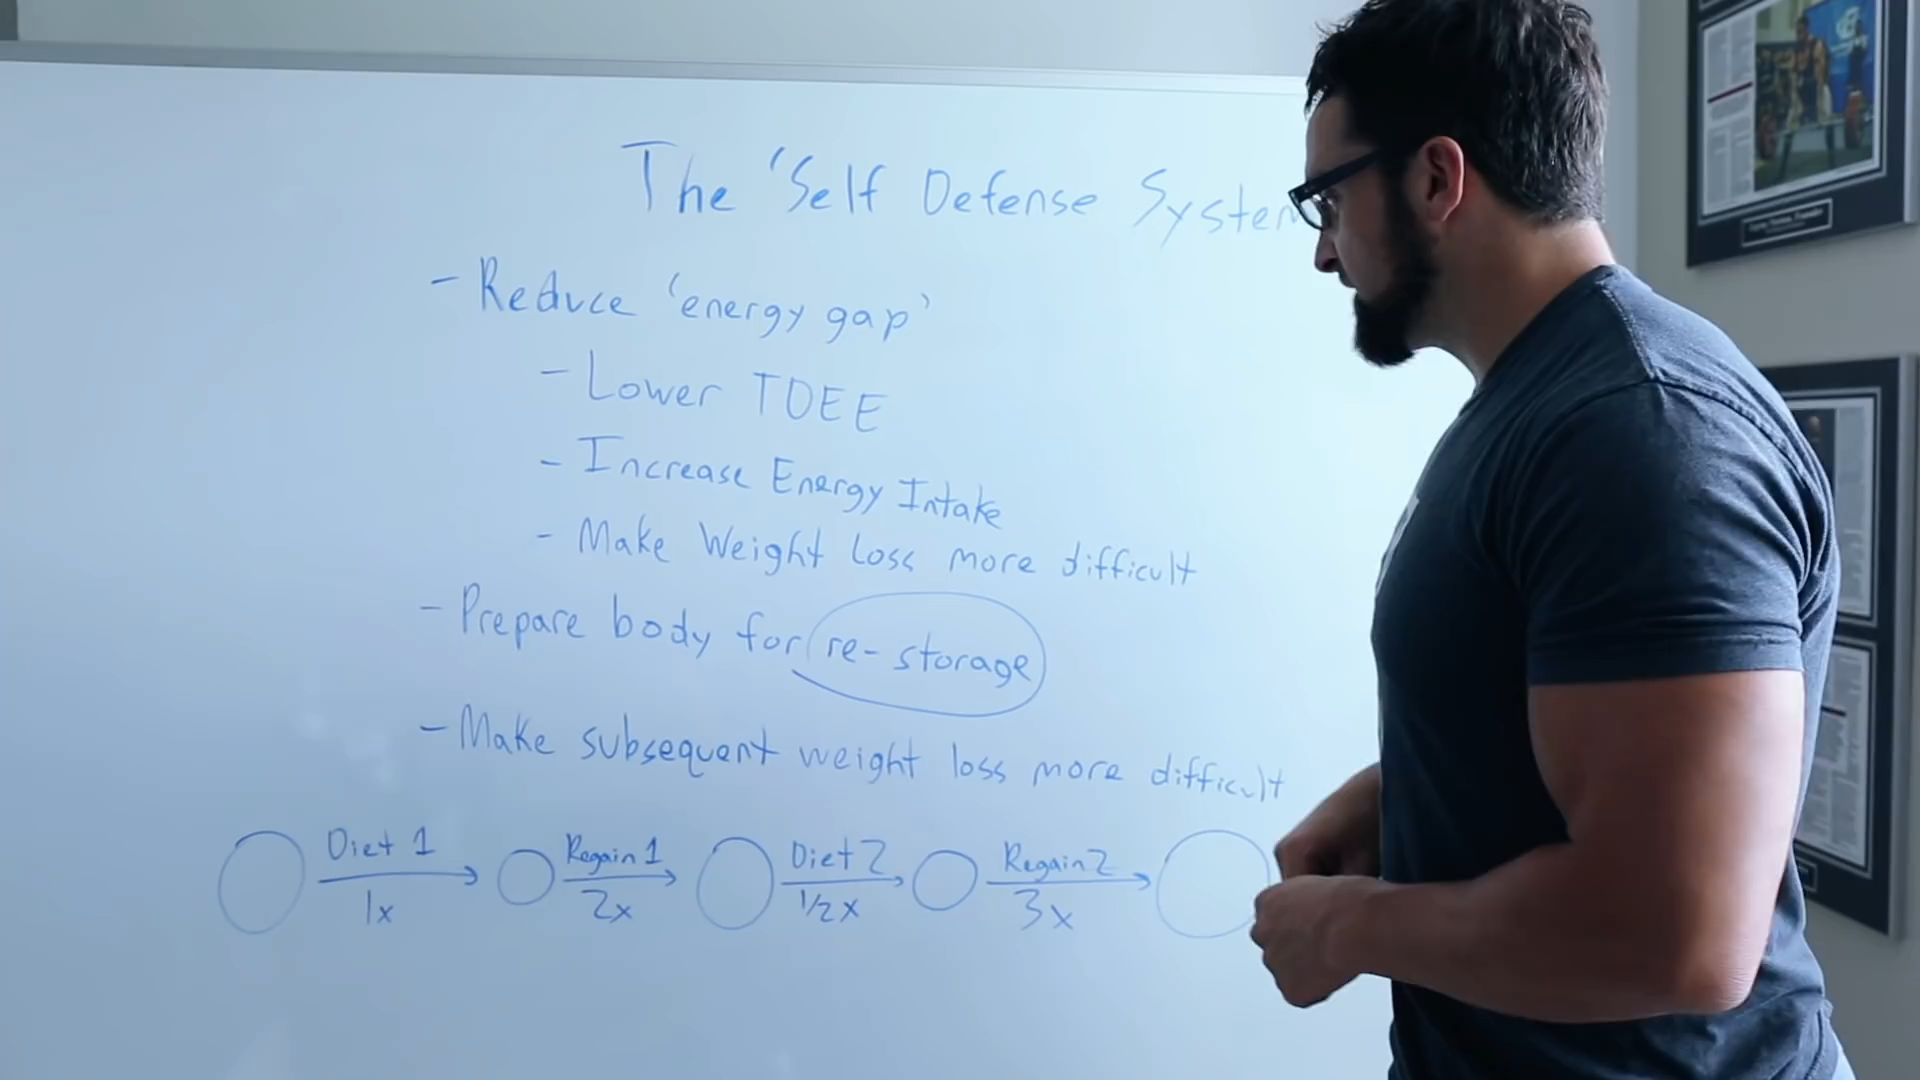 The 'Self Defense System
- Reduce 'energy gap'
- Lower TDEE
- Increase Energy Intake
- Make Weight Loss more difficult
- Prepare body for re-storage
- Make subsequent weight loss more difficult
Diet 1 Regain 1 Diet 2 Regain 2
1x 2x 1/2x 3x